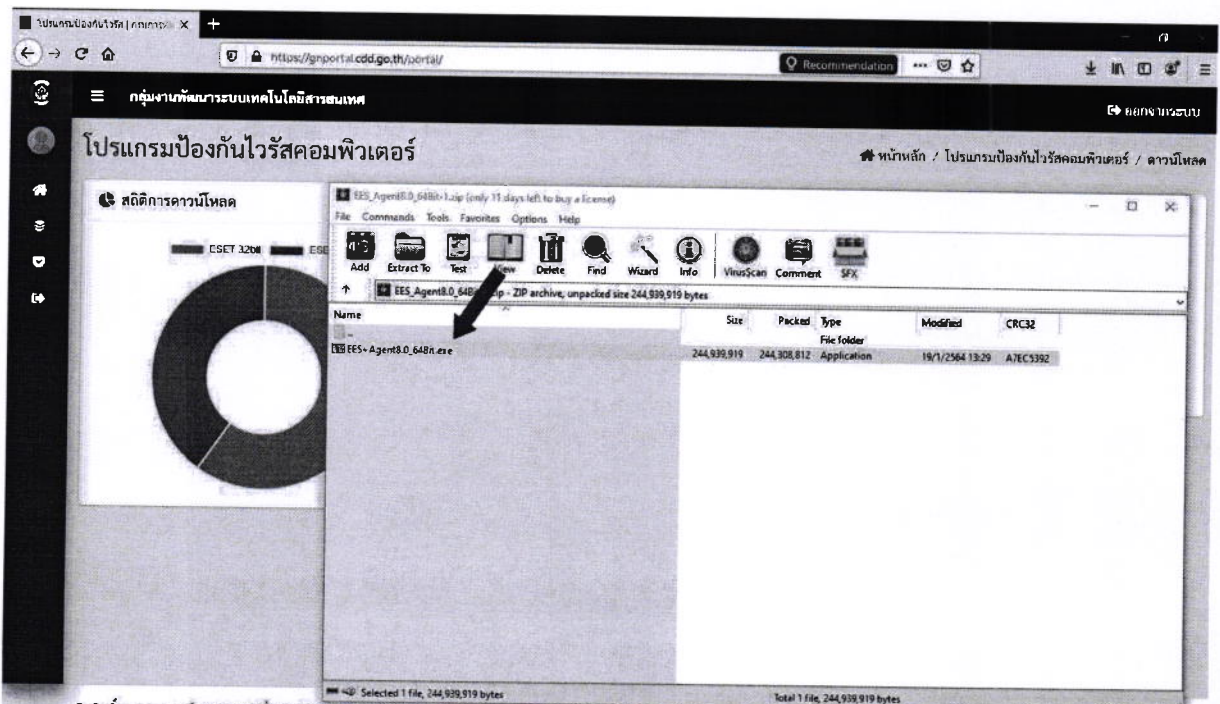 โปรแกรมป้องกันไวรัส | กรมการ
https://gnportal.cdd.go.th/portal/
Recommendation
กลุ่มงานพัฒนาระบบเทคโนโลยีสารสนเทศ
ออกจากระบบ
โปรแกรมป้องกันไวรัสคอมพิวเตอร์
หน้าหลัก / โปรแกรมป้องกันไวรัสคอมพิวเตอร์ / ดาวน์โหลด
สถิติการดาวน์โหลด
ESET 32bit
EES_Agent8.0_64Bit-1.zip (only 11 days left to buy a license)
File Commands Tools Favorites Options Help
Add Extract To Test View Delete Find Wizard Info VirusScan Comment SFX
ZIP archive, unpacked size 244,939,919 bytes
Name Size Packed Type Modified CRC32
..
File folder
EES+Agent8.0_64Bit.exe 244,939,919 244,308,812 Application 19/1/2564 13:29 A7EC5392
Selected 1 file, 244,939,919 bytes
Total 1 file, 244,939,919 bytes